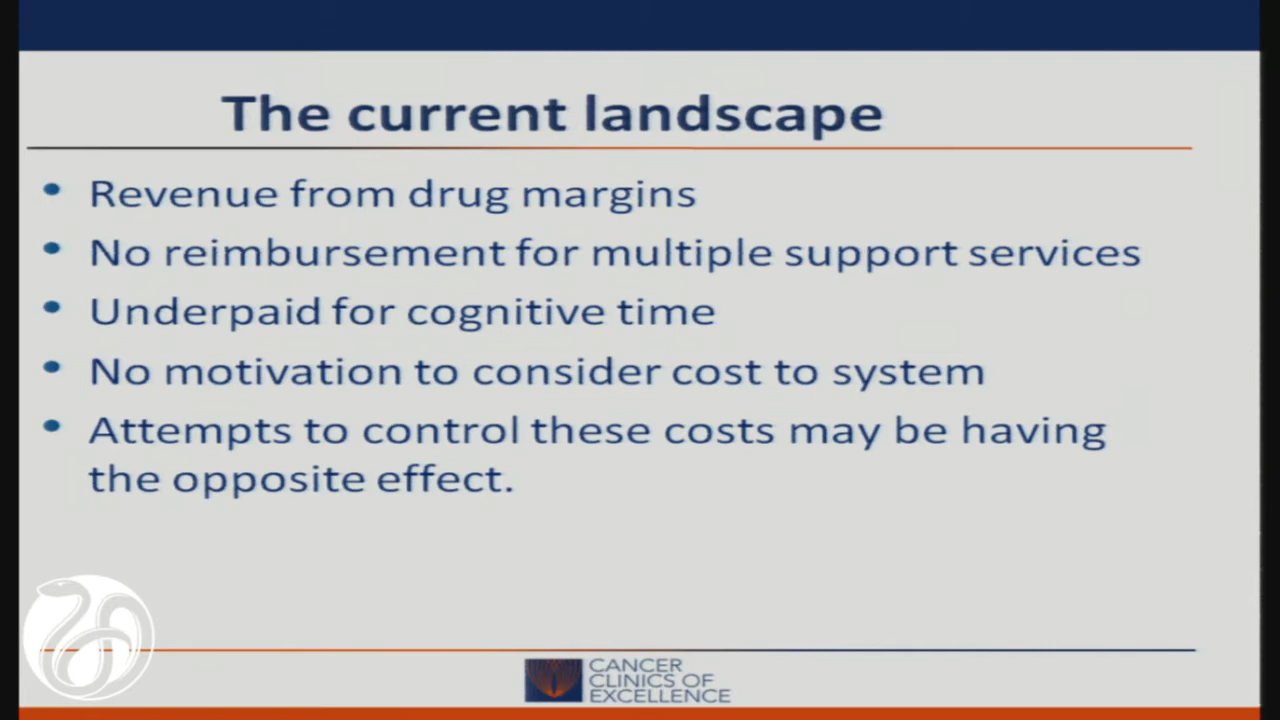 The current landscape
• Revenue from drug margins
• No reimbursement for multiple support services
• Underpaid for cognitive time
• No motivation to consider cost to system
• Attempts to control these costs may be having
the opposite effect.
CANCER
CLINICS OF
EXCELLENCE